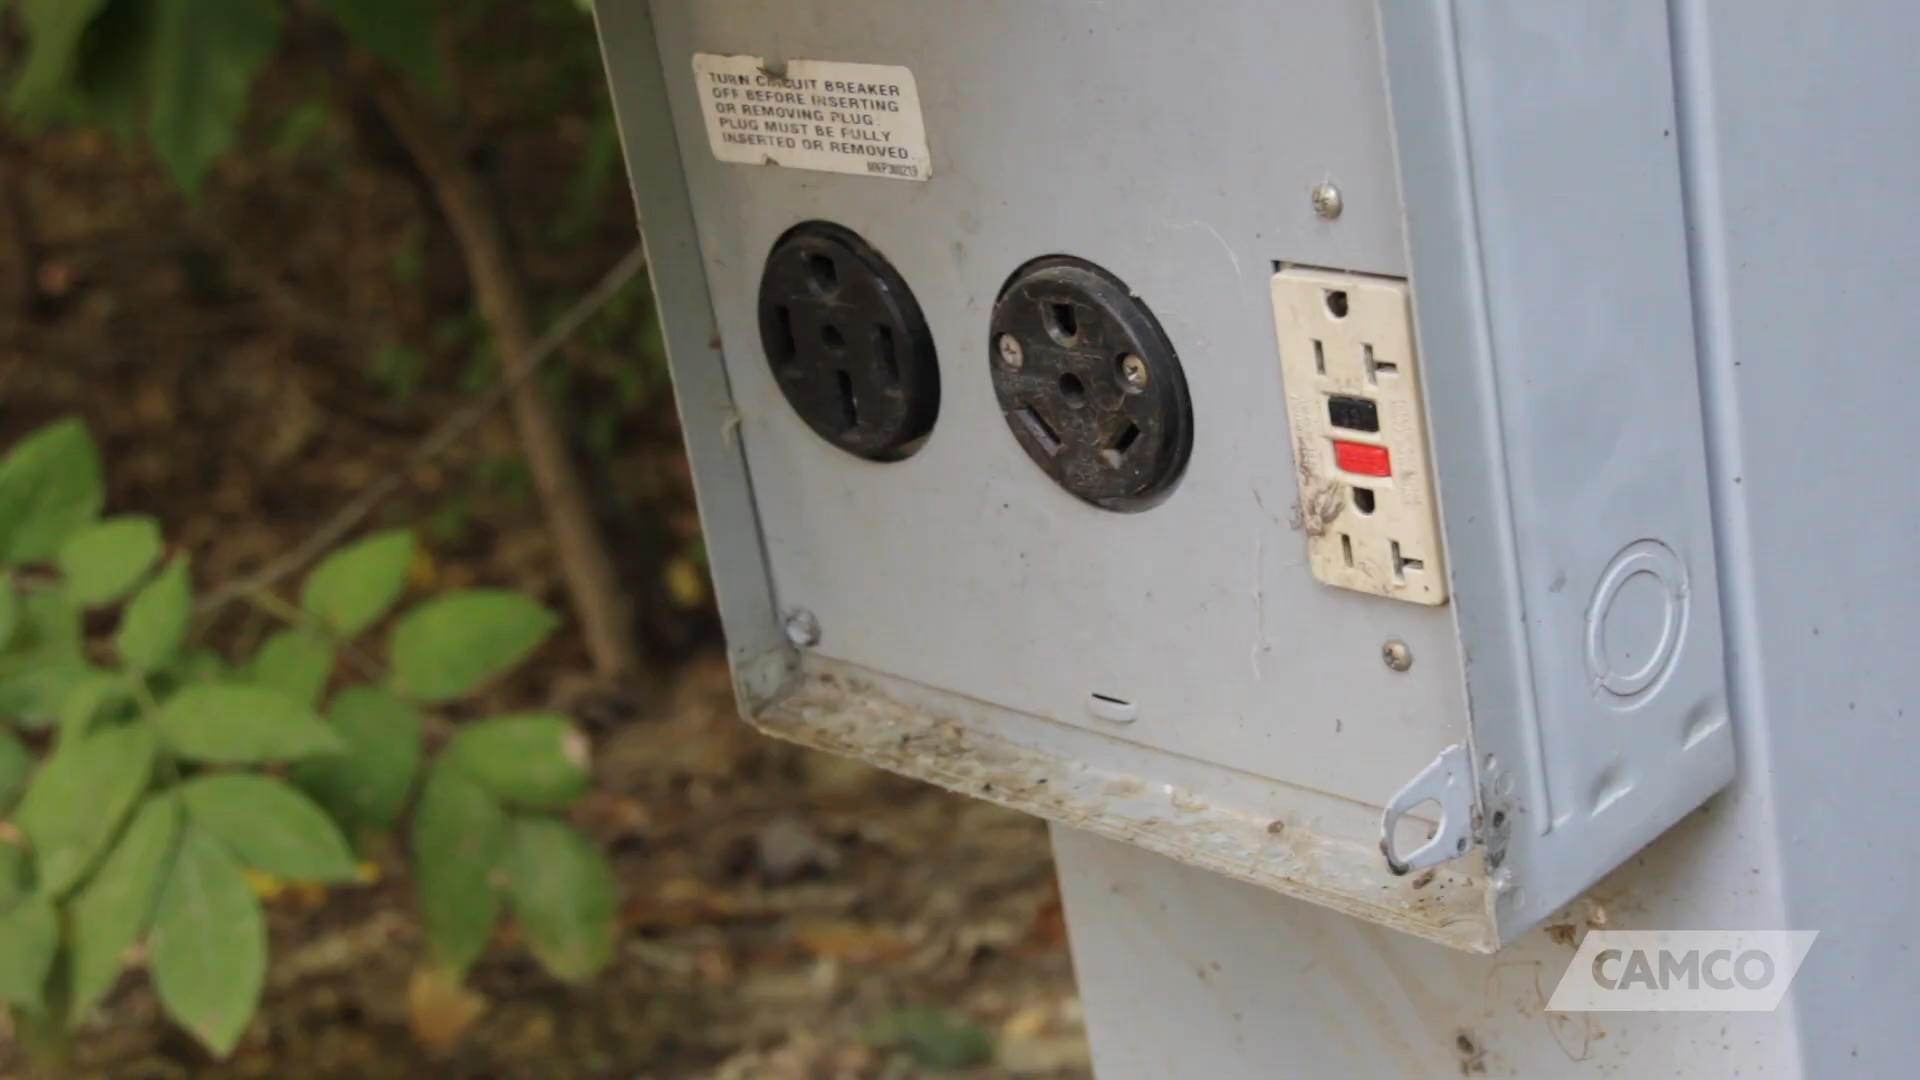 TURN CIRCUIT BREAKER
OFF BEFORE INSERTING
OR REMOVING PLUG.
PLUG MUST BE FULLY
INSERTED OR REMOVED.
CAMCO